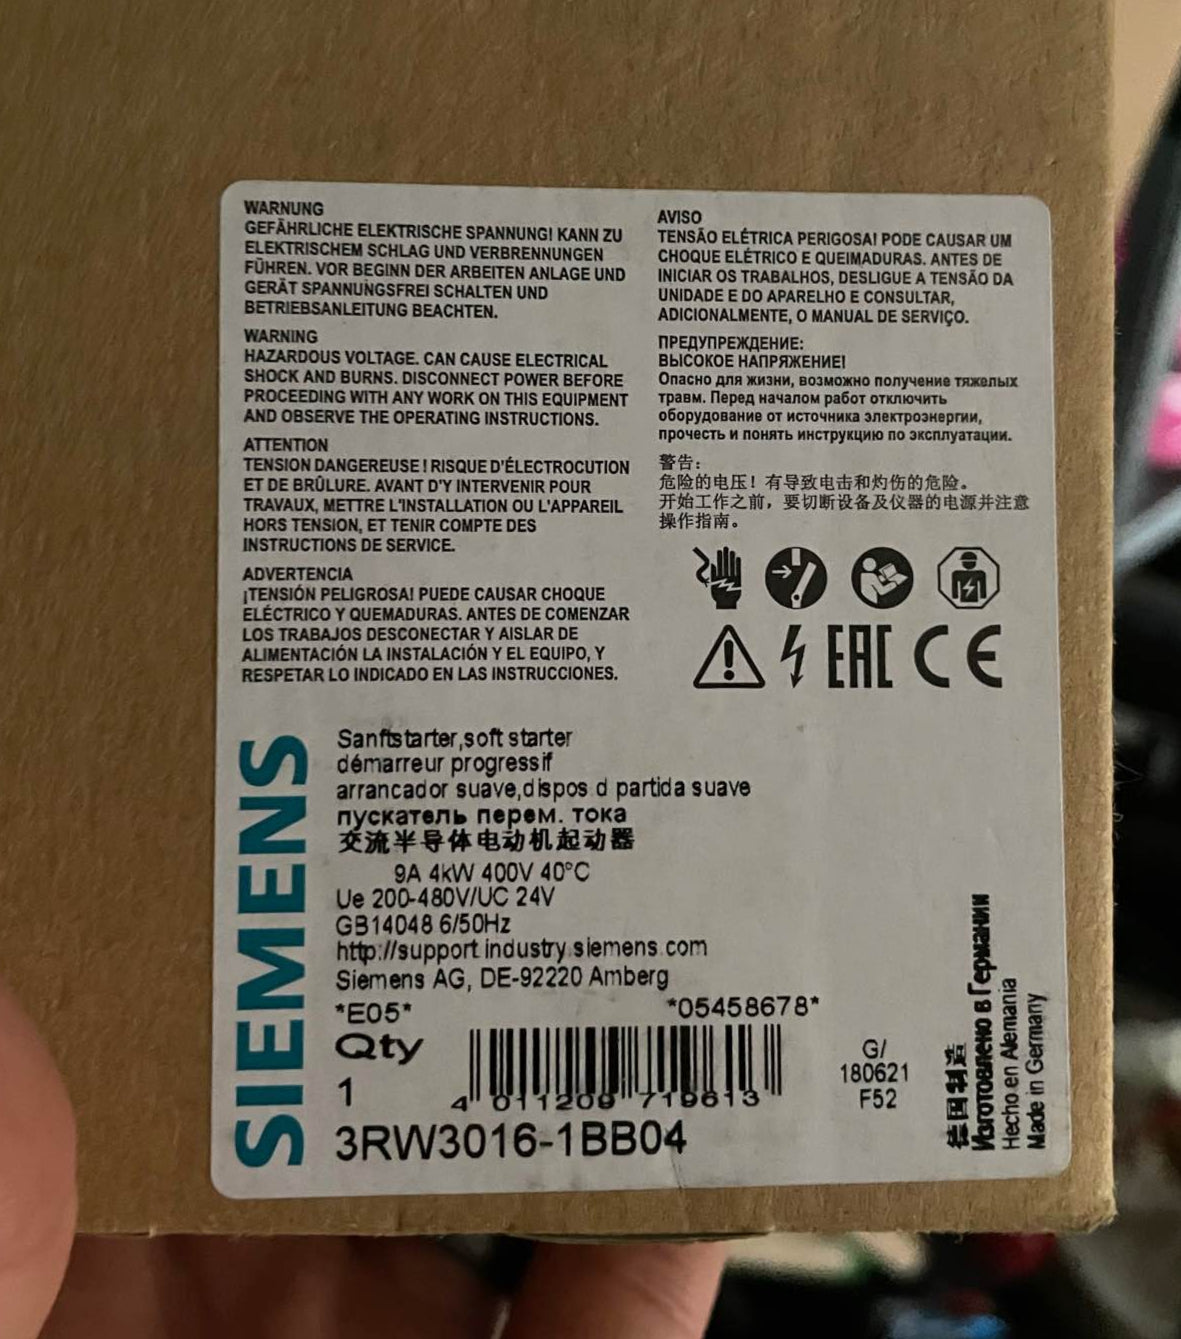 WARNUNG
GEFÄHRLICHE ELEKTRISCHE SPANNUNG! KANN ZU
ELEKTRISCHEM SCHLAG UND VERBRENNUNGEN
FÜHREN. VOR BEGINN DER ARBEITEN ANLAGE UND
GERÄT SPANNUNGSFREI SCHALTEN UND
BETRIEBSANLEITUNG BEACHTEN.
WARNING
HAZARDOUS VOLTAGE. CAN CAUSE ELECTRICAL
SHOCK AND BURNS. DISCONNECT POWER BEFORE
PROCEEDING WITH ANY WORK ON THIS EQUIPMENT
AND OBSERVE THE OPERATING INSTRUCTIONS.
ATTENTION
TENSION DANGEREUSE ! RISQUE D'ÉLECTROCUTION
ET DE BRÛLURE. AVANT D'Y INTERVENIR POUR
TRAVAUX, METTRE L'INSTALLATION OU L'APPAREIL
HORS TENSION, ET TENIR COMPTE DES
INSTRUCTIONS DE SERVICE.
ADVERTENCIA
¡TENSIÓN PELIGROSA! PUEDE CAUSAR CHOQUE
ELÉCTRICO Y QUEMADURAS. ANTES DE COMENZAR
LOS TRABAJOS DESCONECTAR Y AISLAR DE
ALIMENTACIÓN LA INSTALACIÓN Y EL EQUIPO, Y
RESPETAR LO INDICADO EN LAS INSTRUCCIONES.
AVISO
TENSÃO ELÉTRICA PERIGOSA! PODE CAUSAR UM
CHOQUE ELÉTRICO E QUEIMADURAS. ANTES DE
INICIAR OS TRABALHOS, DESLIGUE A TENSÃO DA
UNIDADE E DO APARELHO E CONSULTAR,
ADICIONALMENTE, O MANUAL DE SERVIÇO.
ПРЕДУПРЕЖДЕНИЕ:
ВЫСОКОЕ НАПРЯЖЕНИЕ!
Опасно для жизни, возможно получение тяжелых
травм. Перед началом работ отключить
оборудование от источника электроэнергии,
прочесть и понять инструкцию по эксплуатации.
警告：
危险的电压！有导致电击和灼伤的危险。
开始工作之前，要切断设备及仪器的电源并注意
操作指南。
EAC CE
SIEMENS
Sanftstarter,soft starter
démarreur progressif
arrancador suave,dispos d partida suave
пускатель перем. тока
交流半导体电动机起动器
9A 4kW 400V 40°C
Ue 200-480V/UC 24V
GB14048 6/50Hz
http://support.industry.siemens.com
Siemens AG, DE-92220 Amberg
*E05* *05458678*
Qty
1
4 011209 719613
3RW3016-1BB04
G/
180621
F52
德国制造
Изготовлено в Германии
Hecho en Alemania
Made in Germany